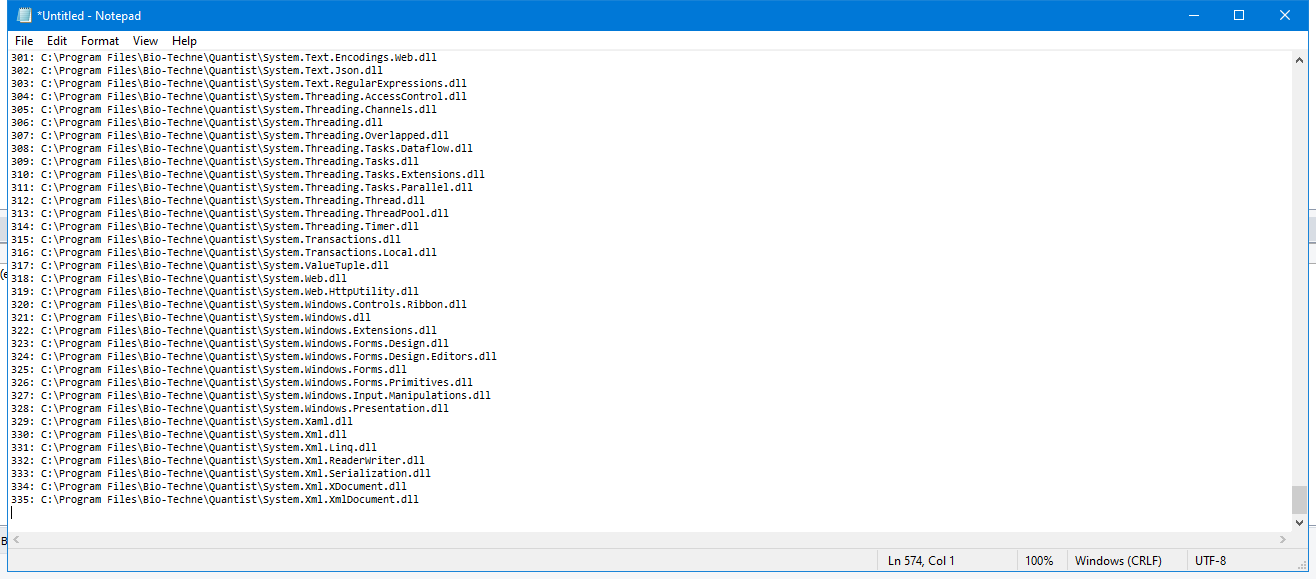 *Untitled - Notepad
File Edit Format View Help
301: C:\Program Files\Bio-Techne\Quantist\System.Text.Encodings.Web.dll
302: C:\Program Files\Bio-Techne\Quantist\System.Text.Json.dll
303: C:\Program Files\Bio-Techne\Quantist\System.Text.RegularExpressions.dll
304: C:\Program Files\Bio-Techne\Quantist\System.Threading.AccessControl.dll
305: C:\Program Files\Bio-Techne\Quantist\System.Threading.Channels.dll
306: C:\Program Files\Bio-Techne\Quantist\System.Threading.dll
307: C:\Program Files\Bio-Techne\Quantist\System.Threading.Overlapped.dll
308: C:\Program Files\Bio-Techne\Quantist\System.Threading.Tasks.Dataflow.dll
309: C:\Program Files\Bio-Techne\Quantist\System.Threading.Tasks.dll
310: C:\Program Files\Bio-Techne\Quantist\System.Threading.Tasks.Extensions.dll
311: C:\Program Files\Bio-Techne\Quantist\System.Threading.Tasks.Parallel.dll
312: C:\Program Files\Bio-Techne\Quantist\System.Threading.Thread.dll
313: C:\Program Files\Bio-Techne\Quantist\System.Threading.ThreadPool.dll
314: C:\Program Files\Bio-Techne\Quantist\System.Threading.Timer.dll
315: C:\Program Files\Bio-Techne\Quantist\System.Transactions.dll
316: C:\Program Files\Bio-Techne\Quantist\System.Transactions.Local.dll
317: C:\Program Files\Bio-Techne\Quantist\System.ValueTuple.dll
318: C:\Program Files\Bio-Techne\Quantist\System.Web.dll
319: C:\Program Files\Bio-Techne\Quantist\System.Web.HttpUtility.dll
320: C:\Program Files\Bio-Techne\Quantist\System.Windows.Controls.Ribbon.dll
321: C:\Program Files\Bio-Techne\Quantist\System.Windows.dll
322: C:\Program Files\Bio-Techne\Quantist\System.Windows.Extensions.dll
323: C:\Program Files\Bio-Techne\Quantist\System.Windows.Forms.Design.dll
324: C:\Program Files\Bio-Techne\Quantist\System.Windows.Forms.Design.Editors.dll
325: C:\Program Files\Bio-Techne\Quantist\System.Windows.Forms.dll
326: C:\Program Files\Bio-Techne\Quantist\System.Windows.Forms.Primitives.dll
327: C:\Program Files\Bio-Techne\Quantist\System.Windows.Input.Manipulations.dll
328: C:\Program Files\Bio-Techne\Quantist\System.Windows.Presentation.dll
329: C:\Program Files\Bio-Techne\Quantist\System.Xaml.dll
330: C:\Program Files\Bio-Techne\Quantist\System.Xml.dll
331: C:\Program Files\Bio-Techne\Quantist\System.Xml.Linq.dll
332: C:\Program Files\Bio-Techne\Quantist\System.Xml.ReaderWriter.dll
333: C:\Program Files\Bio-Techne\Quantist\System.Xml.Serialization.dll
334: C:\Program Files\Bio-Techne\Quantist\System.Xml.XDocument.dll
335: C:\Program Files\Bio-Techne\Quantist\System.Xml.XmlDocument.dll
Ln 574, Col 1 100% Windows (CRLF) UTF-8